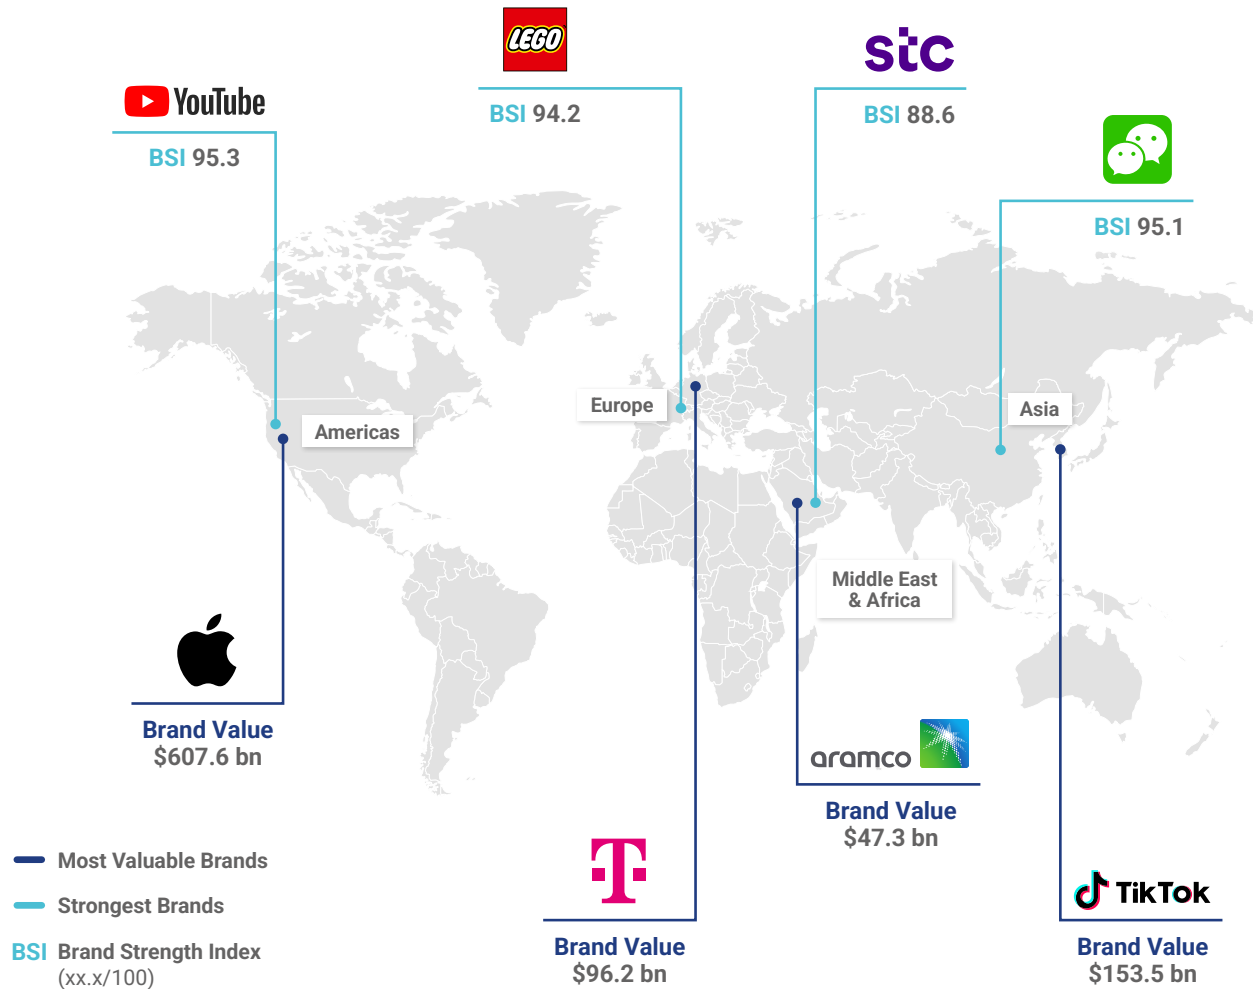 LEGO
stc
YouTube
BSI 94.2
BSI 88.6
BSI 95.3
BSI 95.1
Europe
Asia
Americas
Middle East
& Africa
Brand Value
$607.6 bn
aramco
Brand Value
$47.3 bn
T
TikTok
Brand Value
$96.2 bn
Brand Value
$153.5 bn
Most Valuable Brands
Strongest Brands
BSI Brand Strength Index
(xx.x/100)